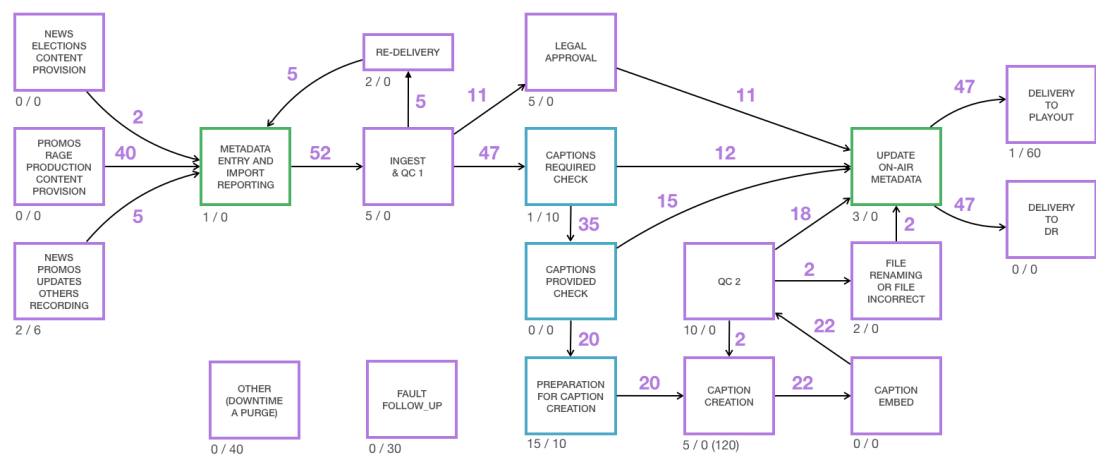 NEWS
ELECTIONS
CONTENT
PROVISION
0 / 0
2
PROMOS
RAGE
PRODUCTION
CONTENT
PROVISION
0 / 0
40
NEWS
PROMOS
UPDATES
OTHERS
RECORDING
2 / 6
5
METADATA
ENTRY AND
IMPORT
REPORTING
1 / 0
52
5
RE-DELIVERY
2 / 0
5
INGEST
& QC 1
5 / 0
11
47
LEGAL
APPROVAL
5 / 0
11
CAPTIONS
REQUIRED
CHECK
1 / 10
12
35
CAPTIONS
PROVIDED
CHECK
0 / 0
15
20
PREPARATION
FOR CAPTION
CREATION
15 / 10
20
CAPTION
CREATION
5 / 0 (120)
22
CAPTION
EMBED
0 / 0
22
QC 2
10 / 0
2
18
2
FILE
RENAMING
OR FILE
INCORRECT
2 / 0
2
UPDATE
ON-AIR
METADATA
3 / 0
47
DELIVERY
TO
PLAYOUT
1 / 60
47
DELIVERY
TO
DR
0 / 0
OTHER
(DOWNTIME
A PURGE)
0 / 40
FAULT
FOLLOW_UP
0 / 30